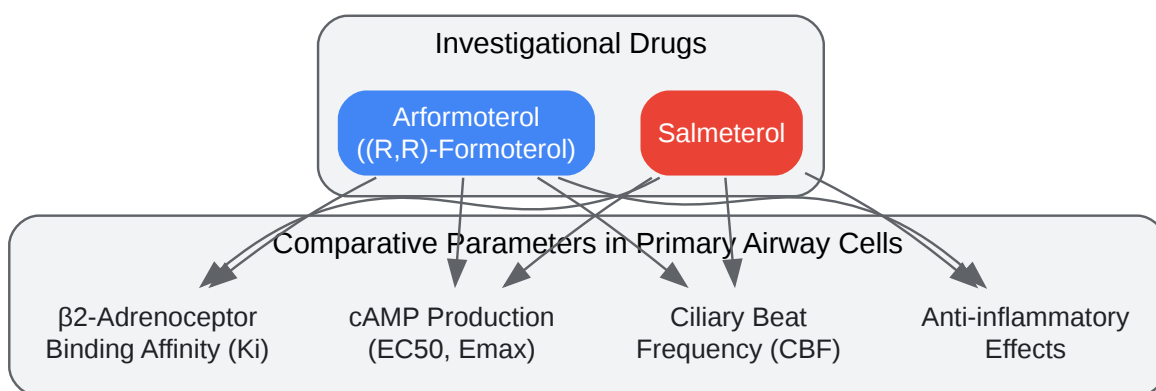 Investigational Drugs
Arformoterol
((R,R)-Formoterol)
Salmeterol
Comparative Parameters in Primary Airway Cells
β2-Adrenoceptor
Binding Affinity (Ki)
cAMP Production
(EC50, Emax)
Ciliary Beat
Frequency (CBF)
Anti-inflammatory
Effects